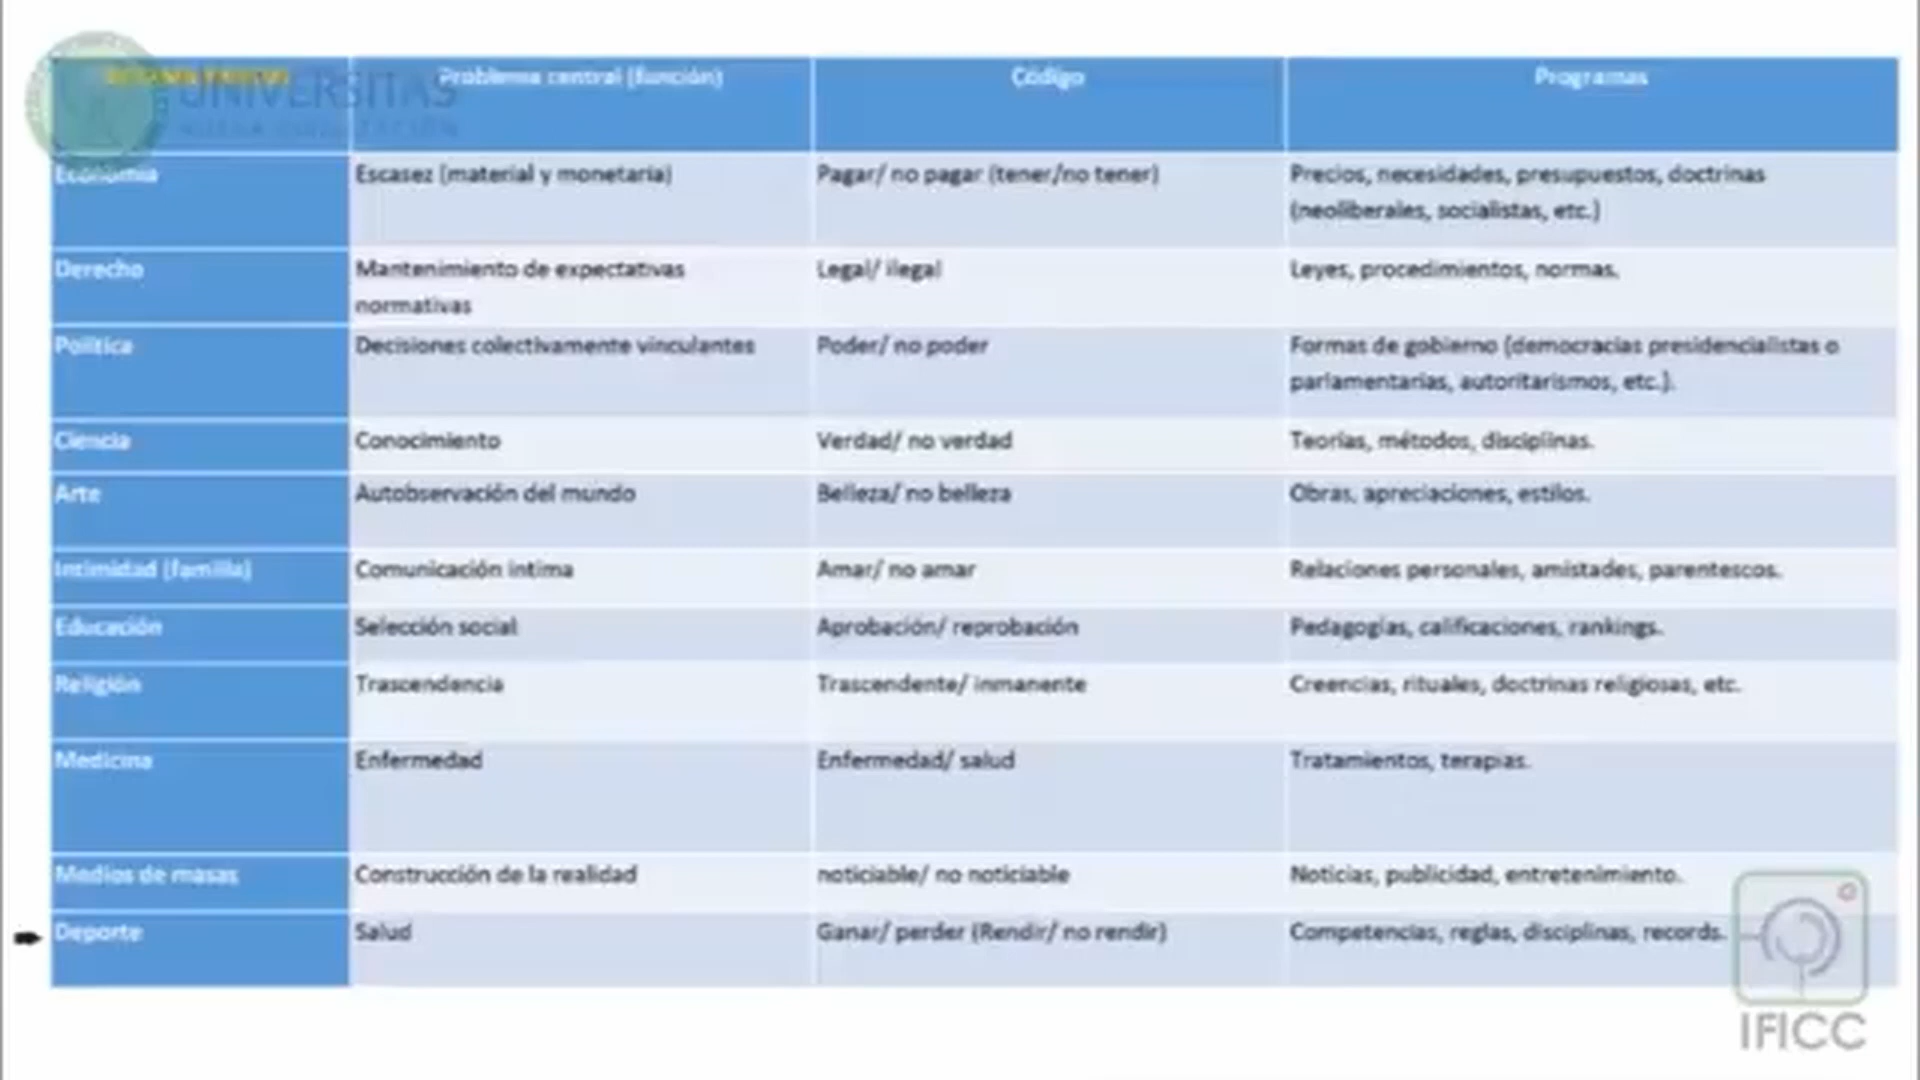 UNIVERSITAS
Problema central (función)
Código
Programas
Economía
Escasez (material y monetaria)
Pagar/ no pagar (tener/no tener)
Precios, necesidades, presupuestos, doctrinas
(neoliberales, socialistas, etc.)
Derecho
Mantenimiento de expectativas
normativas
Legal/ ilegal
Leyes, procedimientos, normas.
Política
Decisiones colectivamente vinculantes
Poder/ no poder
Formas de gobierno (democracias presidencialistas o
parlamentarias, autoritarismos, etc.).
Ciencia
Conocimiento
Verdad/ no verdad
Teorías, métodos, disciplinas.
Arte
Autobservación del mundo
Belleza/ no belleza
Obras, apreciaciones, estilos.
Intimidad (familia)
Comunicación intima
Amar/ no amar
Relaciones personales, amistades, parentescos.
Educación
Selección social
Aprobación/ reprobación
Pedagogías, calificaciones, rankings.
Religión
Trascendencia
Trascendente/ inmanente
Creencias, rituales, doctrinas religiosas, etc.
Medicina
Enfermedad
Enfermedad/ salud
Tratamientos, terapias.
Medios de masas
Construcción de la realidad
noticiable/ no noticiable
Noticias, publicidad, entretenimiento.
Deporte
Salud
Ganar/ perder (Rendir/ no rendir)
Competencias, reglas, disciplinas, records.
IFICC